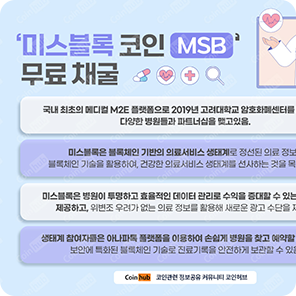 '미스블록 코인 MSB'
무료 채굴
국내 최초의 메디컬 M2E 플랫폼으로 2019년 고려대학교 암호화폐센터를
다양한 병원들과 파트너십을 맺고있음.
미스블록은 블록체인 기반의 의료서비스 생태계로 정선된 의료 정보
블록체인 기술을 활용하여, 건강한 의료서비스 생태계를 선사하는 것을 목
미스블록은 병원이 투명하고 효율적인 데이터 관리로 수익을 증대할 수 있는
제공하고, 위변조 우려가 없는 의료 정보를 활용해 새로운 광고 수단을 제
생태계 참여자들은 아나파톡 플랫폼을 이용하여 손쉽게 병원을 찾고 예약할
보안에 특화된 블록체인 기술로 진료기록을 안전하게 보관할 수 있
Coin hub 코인관련 정보공유 커뮤니티 코인허브